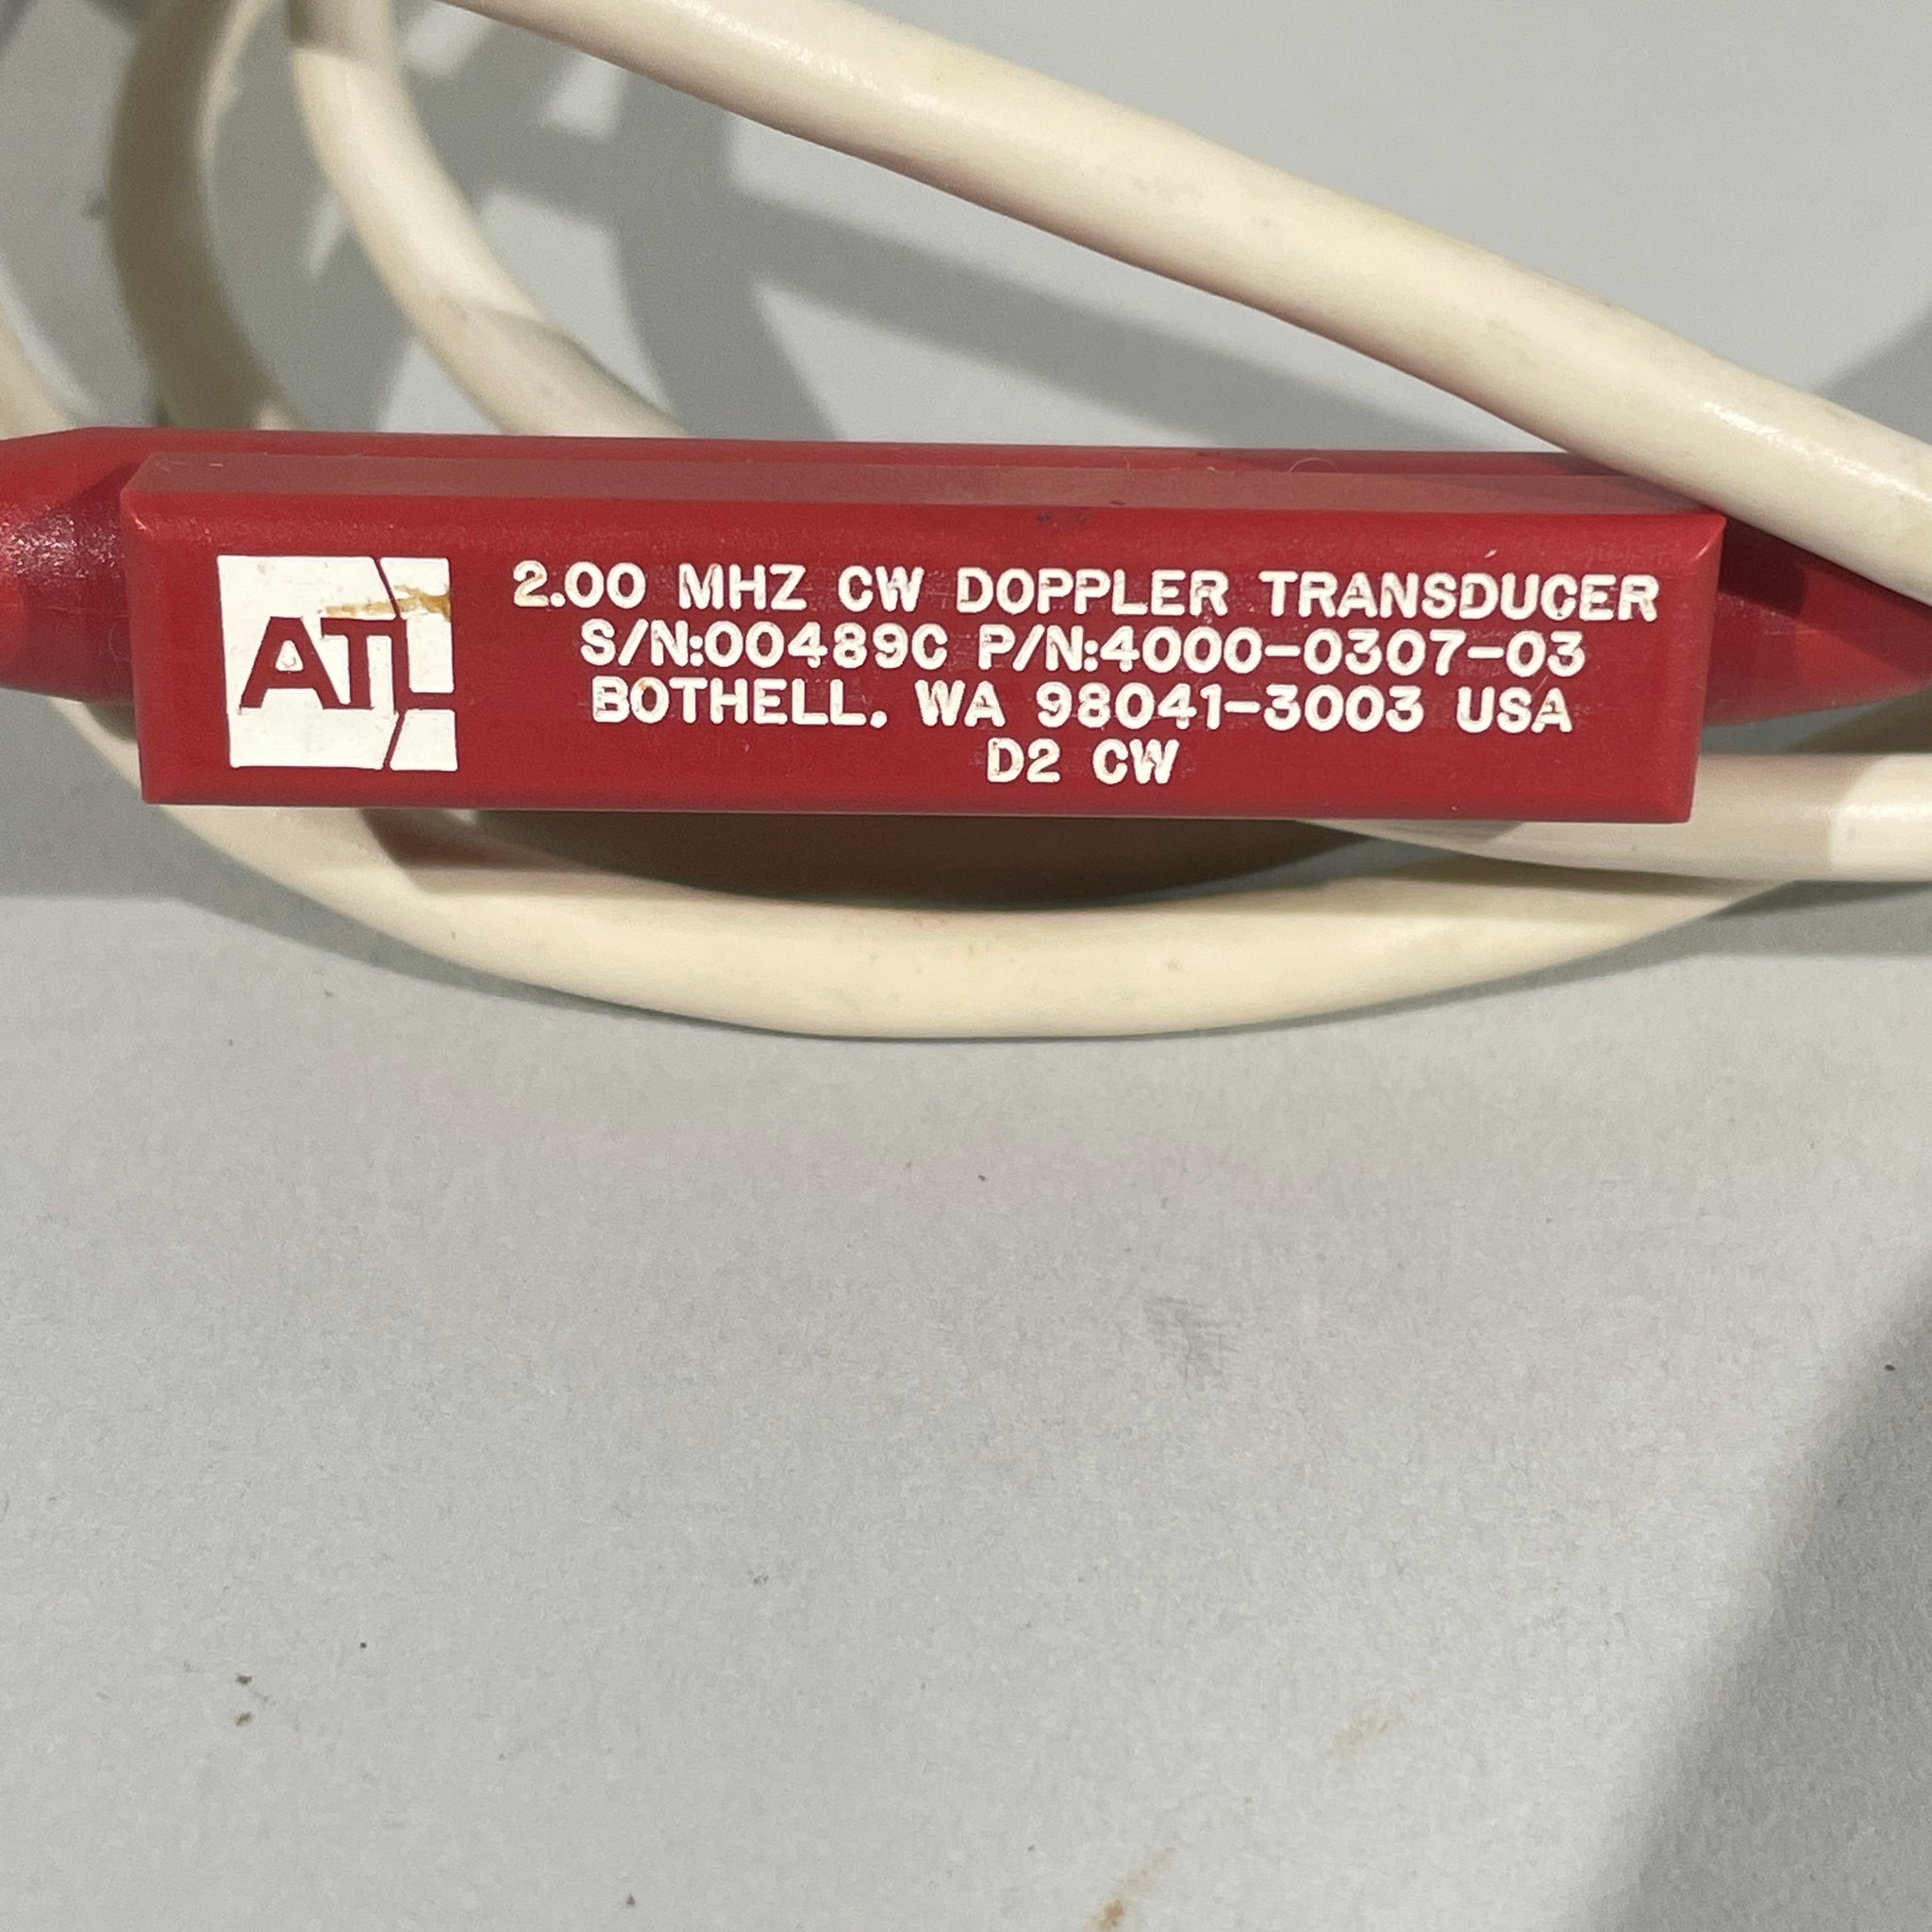 ATL
2.00 MHZ CW DOPPLER TRANSDUCER
S/N:00489C P/N:4000-0307-03
BOTHELL, WA 98041-3003 USA
D2 CW